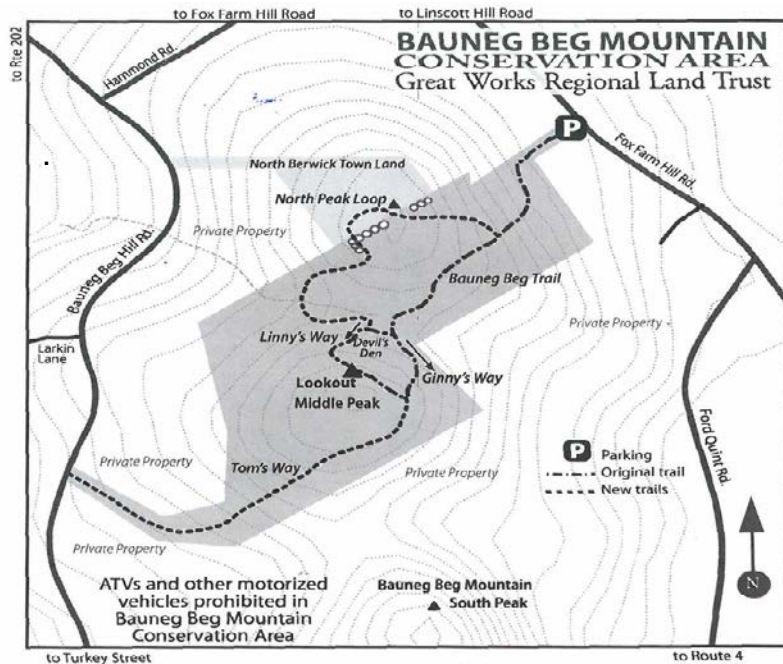 to Fox Farm Hill Road
to Linscott Hill Road
to Rte 202
Hammond Rd.
BAUNEG BEG MOUNTAIN
CONSERVATION AREA
Great Works Regional Land Trust
P
Fox Farm Hill Rd.
North Berwick Town Land
North Peak Loop
Private Property
Bauneg Beg Hill Rd.
Bauneg Beg Trail
Private Property
Larkin
Lane
Linny's Way
Devil's
Den
Ginny's Way
Lookout
Middle Peak
Ford Quint Rd.
Private Property
Tom's Way
Private Property
P Parking
Original trail
New trails
Private Property
ATVs and other motorized
vehicles prohibited in
Bauneg Beg Mountain
Conservation Area
Bauneg Beg Mountain
South Peak
N
to Turkey Street
to Route 4